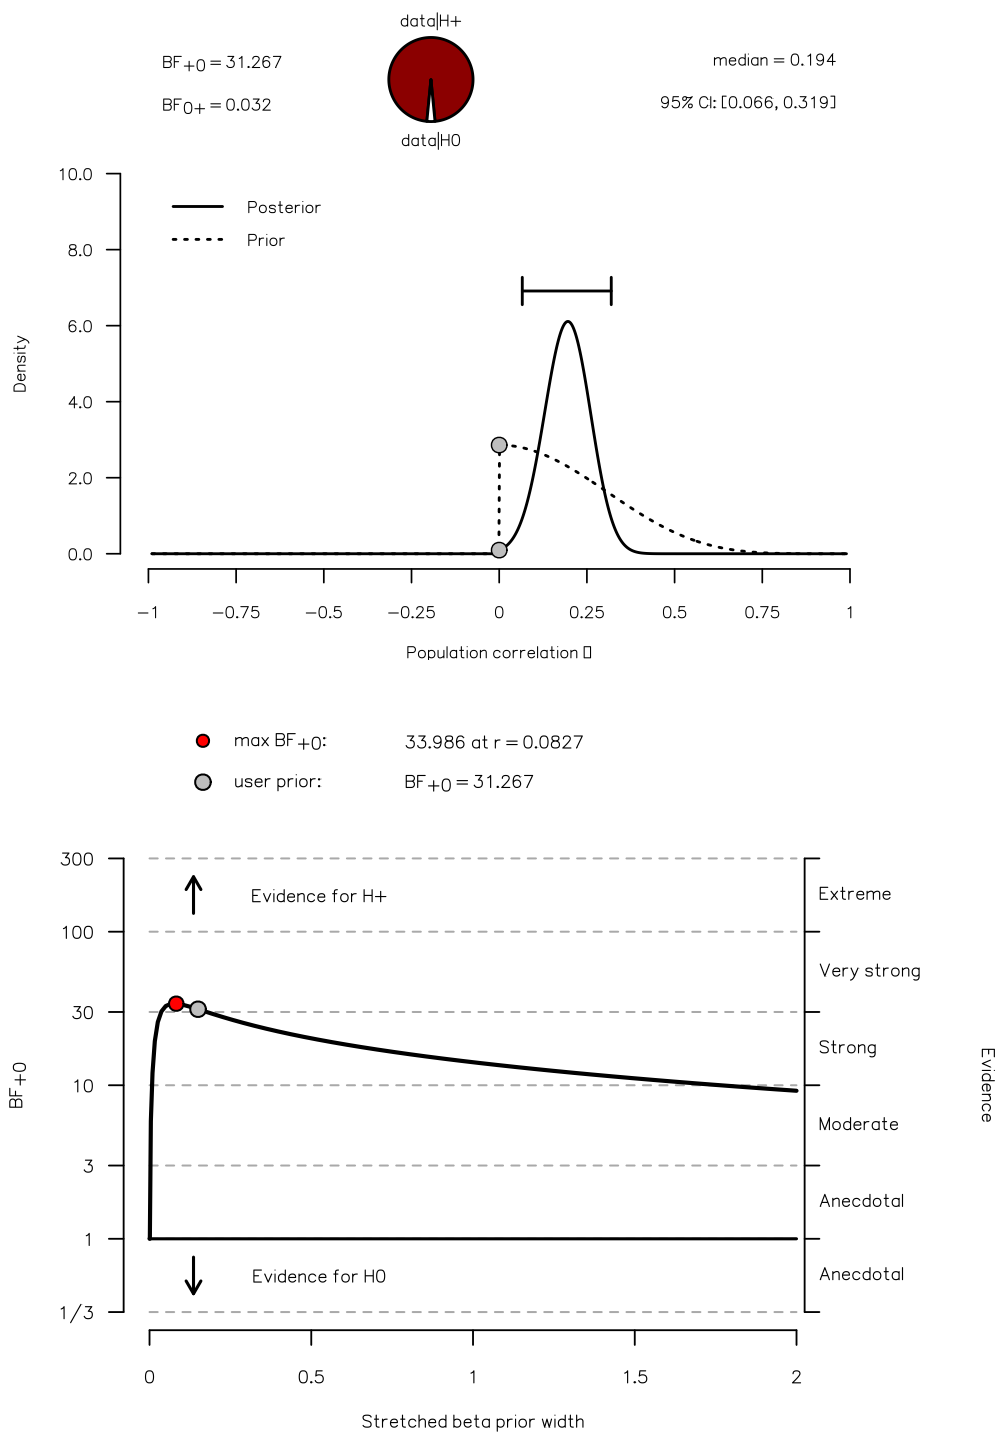 data|H+
BF+0 = 31.267
median = 0.194
BF0+ = 0.032
95% CI: [0.066, 0.319]
data|H0
10.0
8.0
6.0
4.0
2.0
0.0
Density
Posterior
Prior
−1 −0.75 −0.5 −0.25 0 0.25 0.5 0.75 1
Population correlation ▯
max BF+0: 33.986 at r = 0.0827
user prior: BF+0 = 31.267
300
100
30
10
3
1
1/3
BF+0
Evidence for H+
Evidence for H0
Extreme
Very strong
Strong
Moderate
Anecdotal
Anecdotal
Evidence
0 0.5 1 1.5 2
Stretched beta prior width